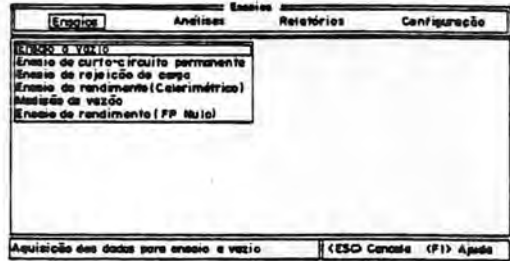 Ensaios
Ensaios Análises Relatórios Configuração
Ensaio a vazio
Ensaio de curto-circuito permanente
Ensaio de rejeição de carga
Ensaio de rendimento (Calorimétrico)
Medição de vazão
Ensaio de rendimento (FP Nulo)
Aquisição dos dados para ensaio a vazio <ESC> Cancela <F1> Ajuda